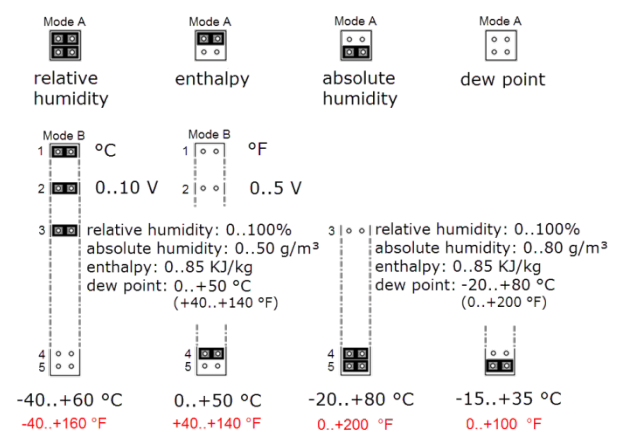 Mode A Mode A Mode A Mode A
relative humidity
enthalpy
absolute humidity
dew point
Mode B Mode B
1 °C 1 °F
2 0..10 V 2 0..5 V
3 relative humidity: 0..100%
absolute humidity: 0..50 g/m³
enthalpy: 0..85 KJ/kg
dew point: 0..+50 °C
(+40..+140 °F)
3 relative humidity: 0..100%
absolute humidity: 0..80 g/m³
enthalpy: 0..85 KJ/kg
dew point: -20..+80 °C
(0..+200 °F)
4 4 4 4
5 5 5 5
-40..+60 °C 0..+50 °C -20..+80 °C -15..+35 °C
-40..+160 °F +40..+140 °F 0..+200 °F 0..+100 °F